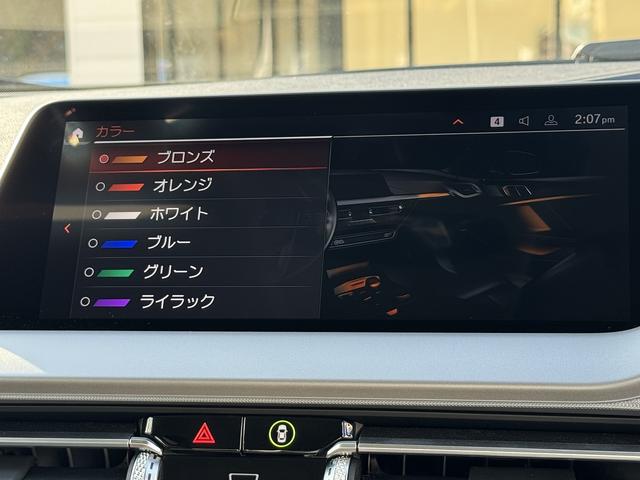 カラー
4
2:07pm
ブロンズ
オレンジ
ホワイト
ブルー
グリーン
ライラック